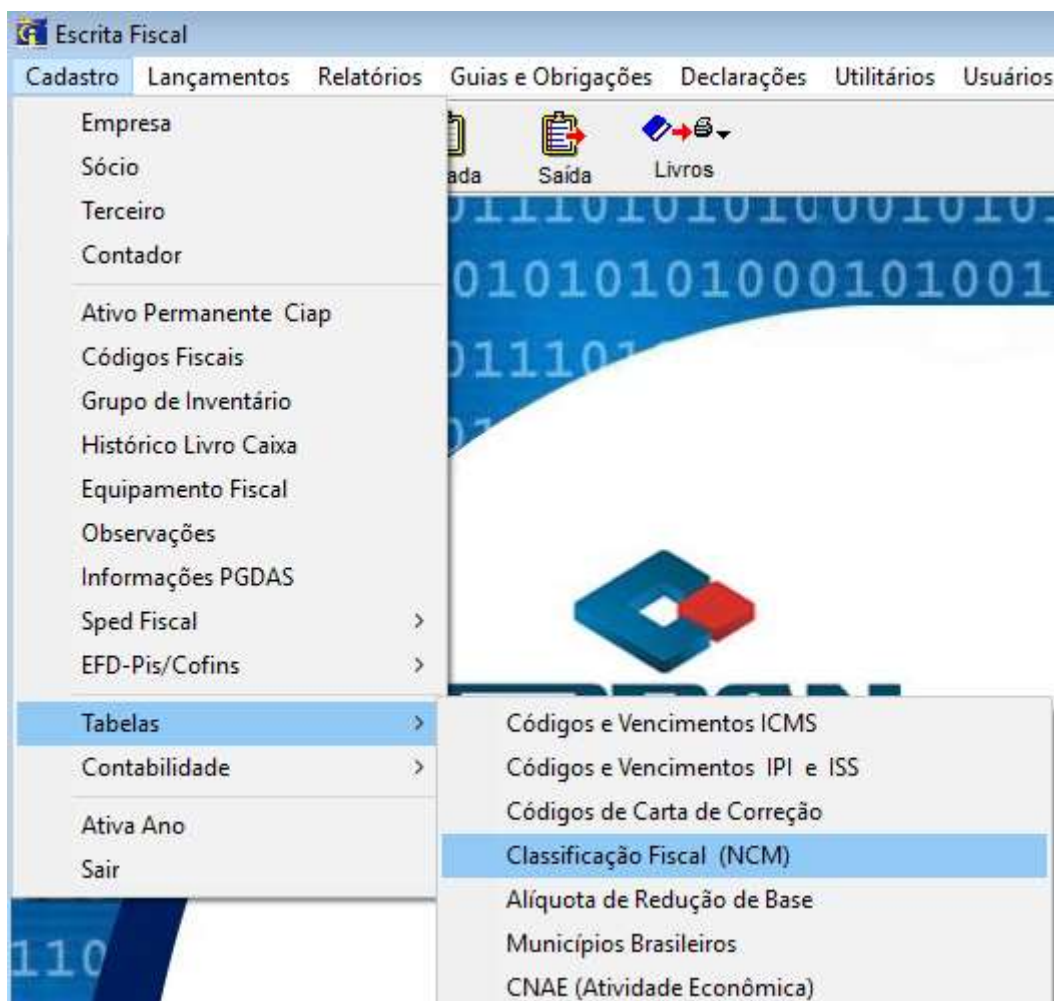 Escrita Fiscal
Cadastro Lançamentos Relatórios Guias e Obrigações Declarações Utilitários Usuários
Empresa
Sócio
Terceiro
Contador
Ativo Permanente Ciap
Códigos Fiscais
Grupo de Inventário
Histórico Livro Caixa
Equipamento Fiscal
Observações
Informações PGDAS
Sped Fiscal >
EFD-Pis/Cofins >
Tabelas >
Contabilidade >
Ativa Ano
Sair
ada Saída Livros
Códigos e Vencimentos ICMS
Códigos e Vencimentos IPI e ISS
Códigos de Carta de Correção
Classificação Fiscal (NCM)
Alíquota de Redução de Base
Municípios Brasileiros
CNAE (Atividade Econômica)
110